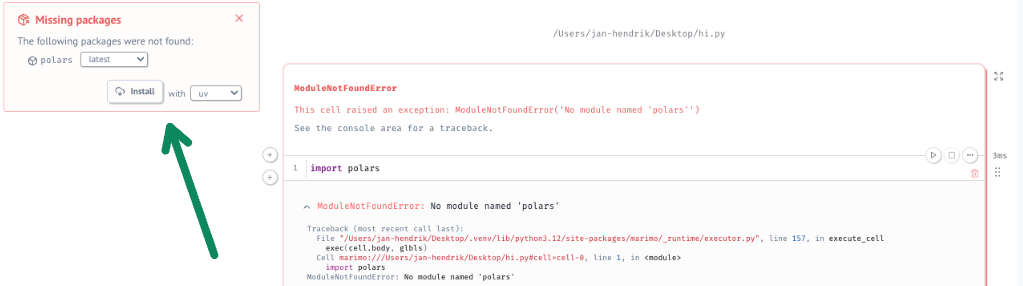 Missing packages
The following packages were not found:
polars latest
Install with uv
/Users/jan-hendrik/Desktop/hi.py
ModuleNotFoundError
This cell raised an exception: ModuleNotFoundError('No module named 'polars'')
See the console area for a traceback.
3ms
1 import polars
ModuleNotFoundError: No module named 'polars'
Traceback (most recent call last):
File "/Users/jan-hendrik/Desktop/.venv/lib/python3.12/site-packages/marimo/_runtime/executor.py", line 157, in execute_cell
exec(cell.body, glbls)
Cell marimo:///Users/jan-hendrik/Desktop/hi.py#cell=cell-0, line 1, in <module>
import polars
ModuleNotFoundError: No module named 'polars'